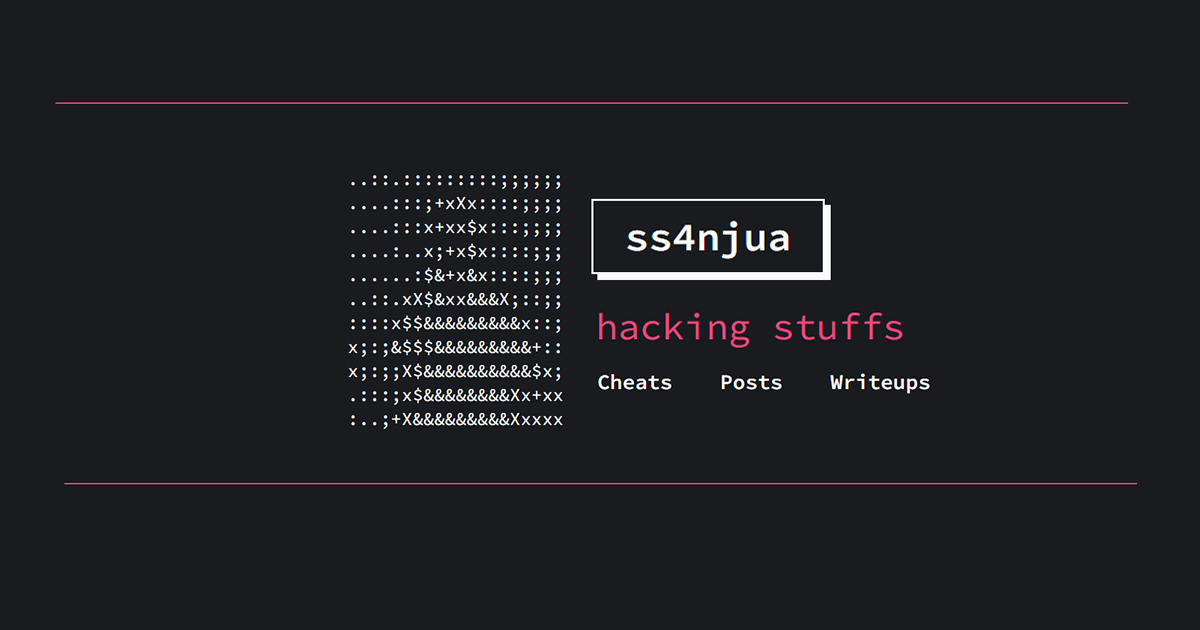 ..::.:::::::::;;;;;;
....:::;+xXx::::;;;;
....:::x+xx$x:::;;;;
....:..x;+x$x::::;;;
......:$&+x&x::::;;;
..::.xX$&xx&&&X;::;;
::::x$$&&&&&&&&&x::;
x;:;&$$$&&&&&&&&&+::
x;:;;X$&&&&&&&&&&$x;
.:::;x$&&&&&&&&Xx+xx
:..;+X&&&&&&&&&Xxxxx
ss4njua
hacking stuffs
Cheats Posts Writeups